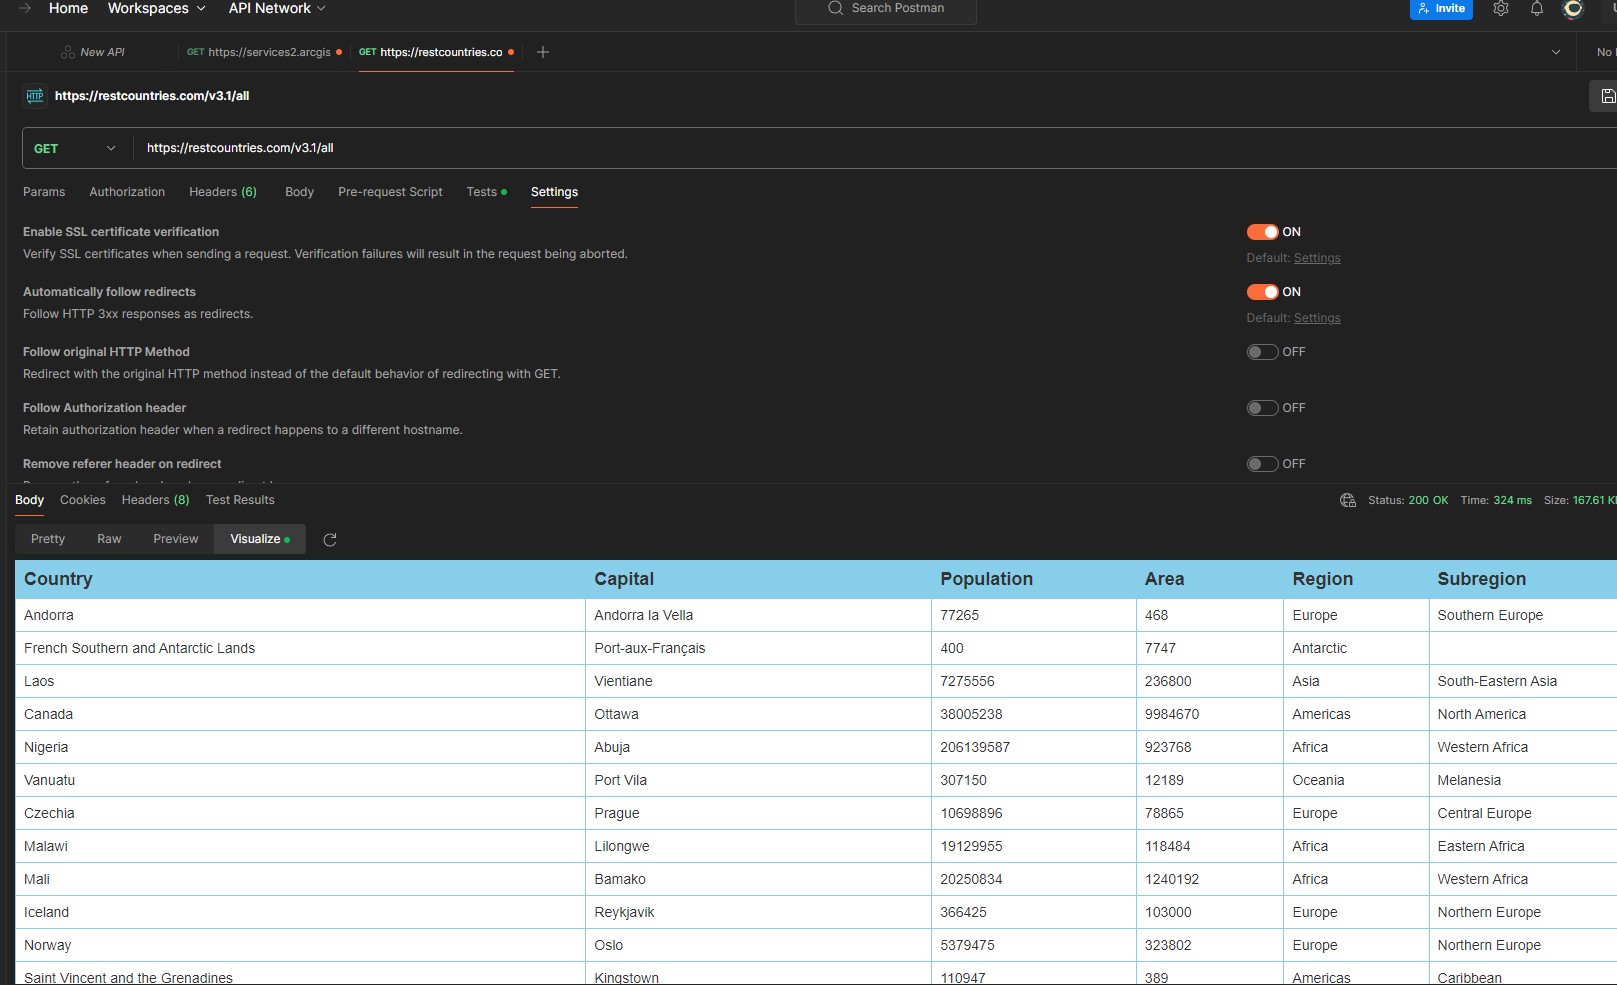 Home Workspaces API Network Search Postman Invite
New API GET https://services2.arcgis GET https://restcountries.co No
HTTP https://restcountries.com/v3.1/all
GET https://restcountries.com/v3.1/all
Params Authorization Headers (6) Body Pre-request Script Tests Settings
Enable SSL certificate verification ON
Verify SSL certificates when sending a request. Verification failures will result in the request being aborted.
Default: Settings
Automatically follow redirects ON
Follow HTTP 3xx responses as redirects.
Default: Settings
Follow original HTTP Method OFF
Redirect with the original HTTP method instead of the default behavior of redirecting with GET.
Follow Authorization header OFF
Retain authorization header when a redirect happens to a different hostname.
Remove referer header on redirect OFF
Body Cookies Headers (8) Test Results Status: 200 OK Time: 324 ms Size: 167.61
Pretty Raw Preview Visualize
Country Capital Population Area Region Subregion
Andorra Andorra la Vella 77265 468 Europe Southern Europe
French Southern and Antarctic Lands Port-aux-Français 400 7747 Antarctic
Laos Vientiane 7275556 236800 Asia South-Eastern Asia
Canada Ottawa 38005238 9984670 Americas North America
Nigeria Abuja 206139587 923768 Africa Western Africa
Vanuatu Port Vila 307150 12189 Oceania Melanesia
Czechia Prague 10698896 78865 Europe Central Europe
Malawi Lilongwe 19129955 118484 Africa Eastern Africa
Mali Bamako 20250834 1240192 Africa Western Africa
Iceland Reykjavik 366425 103000 Europe Northern Europe
Norway Oslo 5379475 323802 Europe Northern Europe
Saint Vincent and the Grenadines Kingstown 110947 389 Americas Caribbean